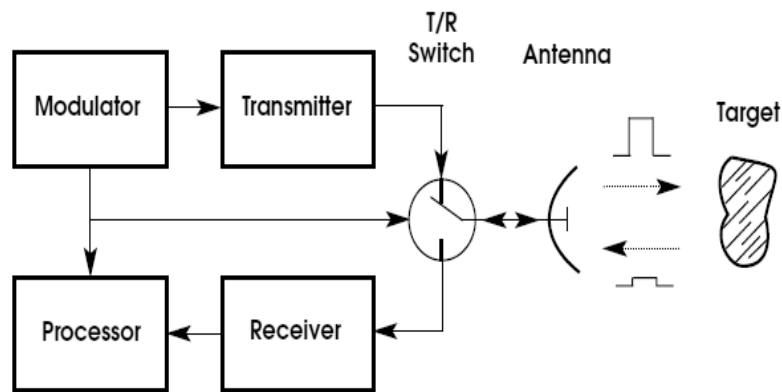 T/R
Switch
Antenna
Modulator
Transmitter
Target
Processor
Receiver